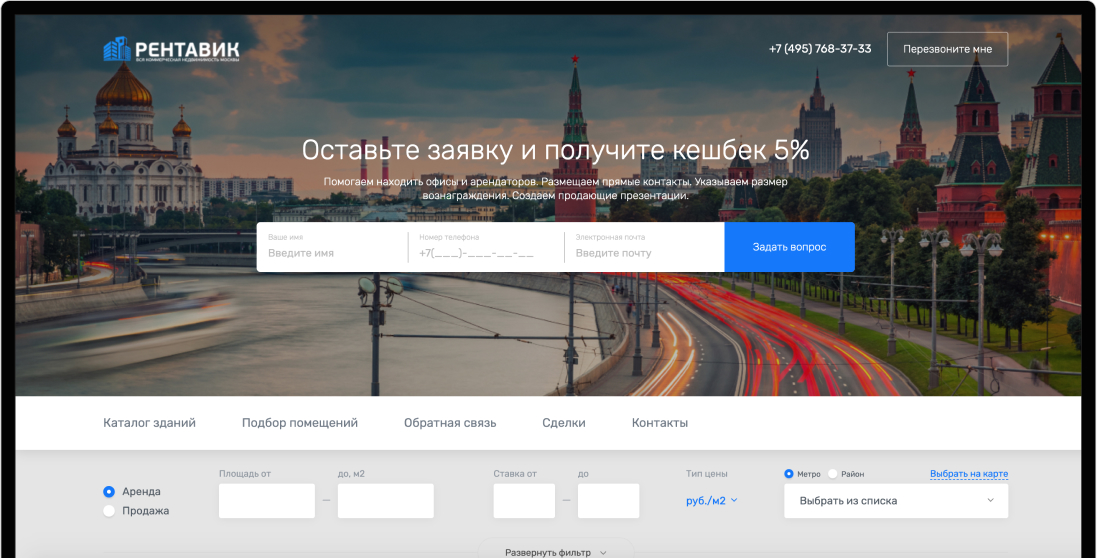 РЕНТАВИК
ВСЯ КОММЕРЧЕСКАЯ НЕДВИЖИМОСТЬ МОСКВЫ
+7 (495) 768-37-33
Перезвоните мне
Оставьте заявку и получите кешбек 5%
Помогаем находить офисы и арендаторов. Размещаем прямые контакты. Указываем размер
вознаграждения. Создаем продающие презентации.
Ваше имя
Номер телефона
Электронная почта
Введите имя
+7(___)-___-__-__
Введите почту
Задать вопрос
Каталог зданий
Подбор помещений
Обратная связь
Сделки
Контакты
Площадь от
до, м2
Ставка от
до
Тип цены
Метро
Район
Выбрать на карте
Аренда
Продажа
—
—
руб./м2
Выбрать из списка
Развернуть фильтр